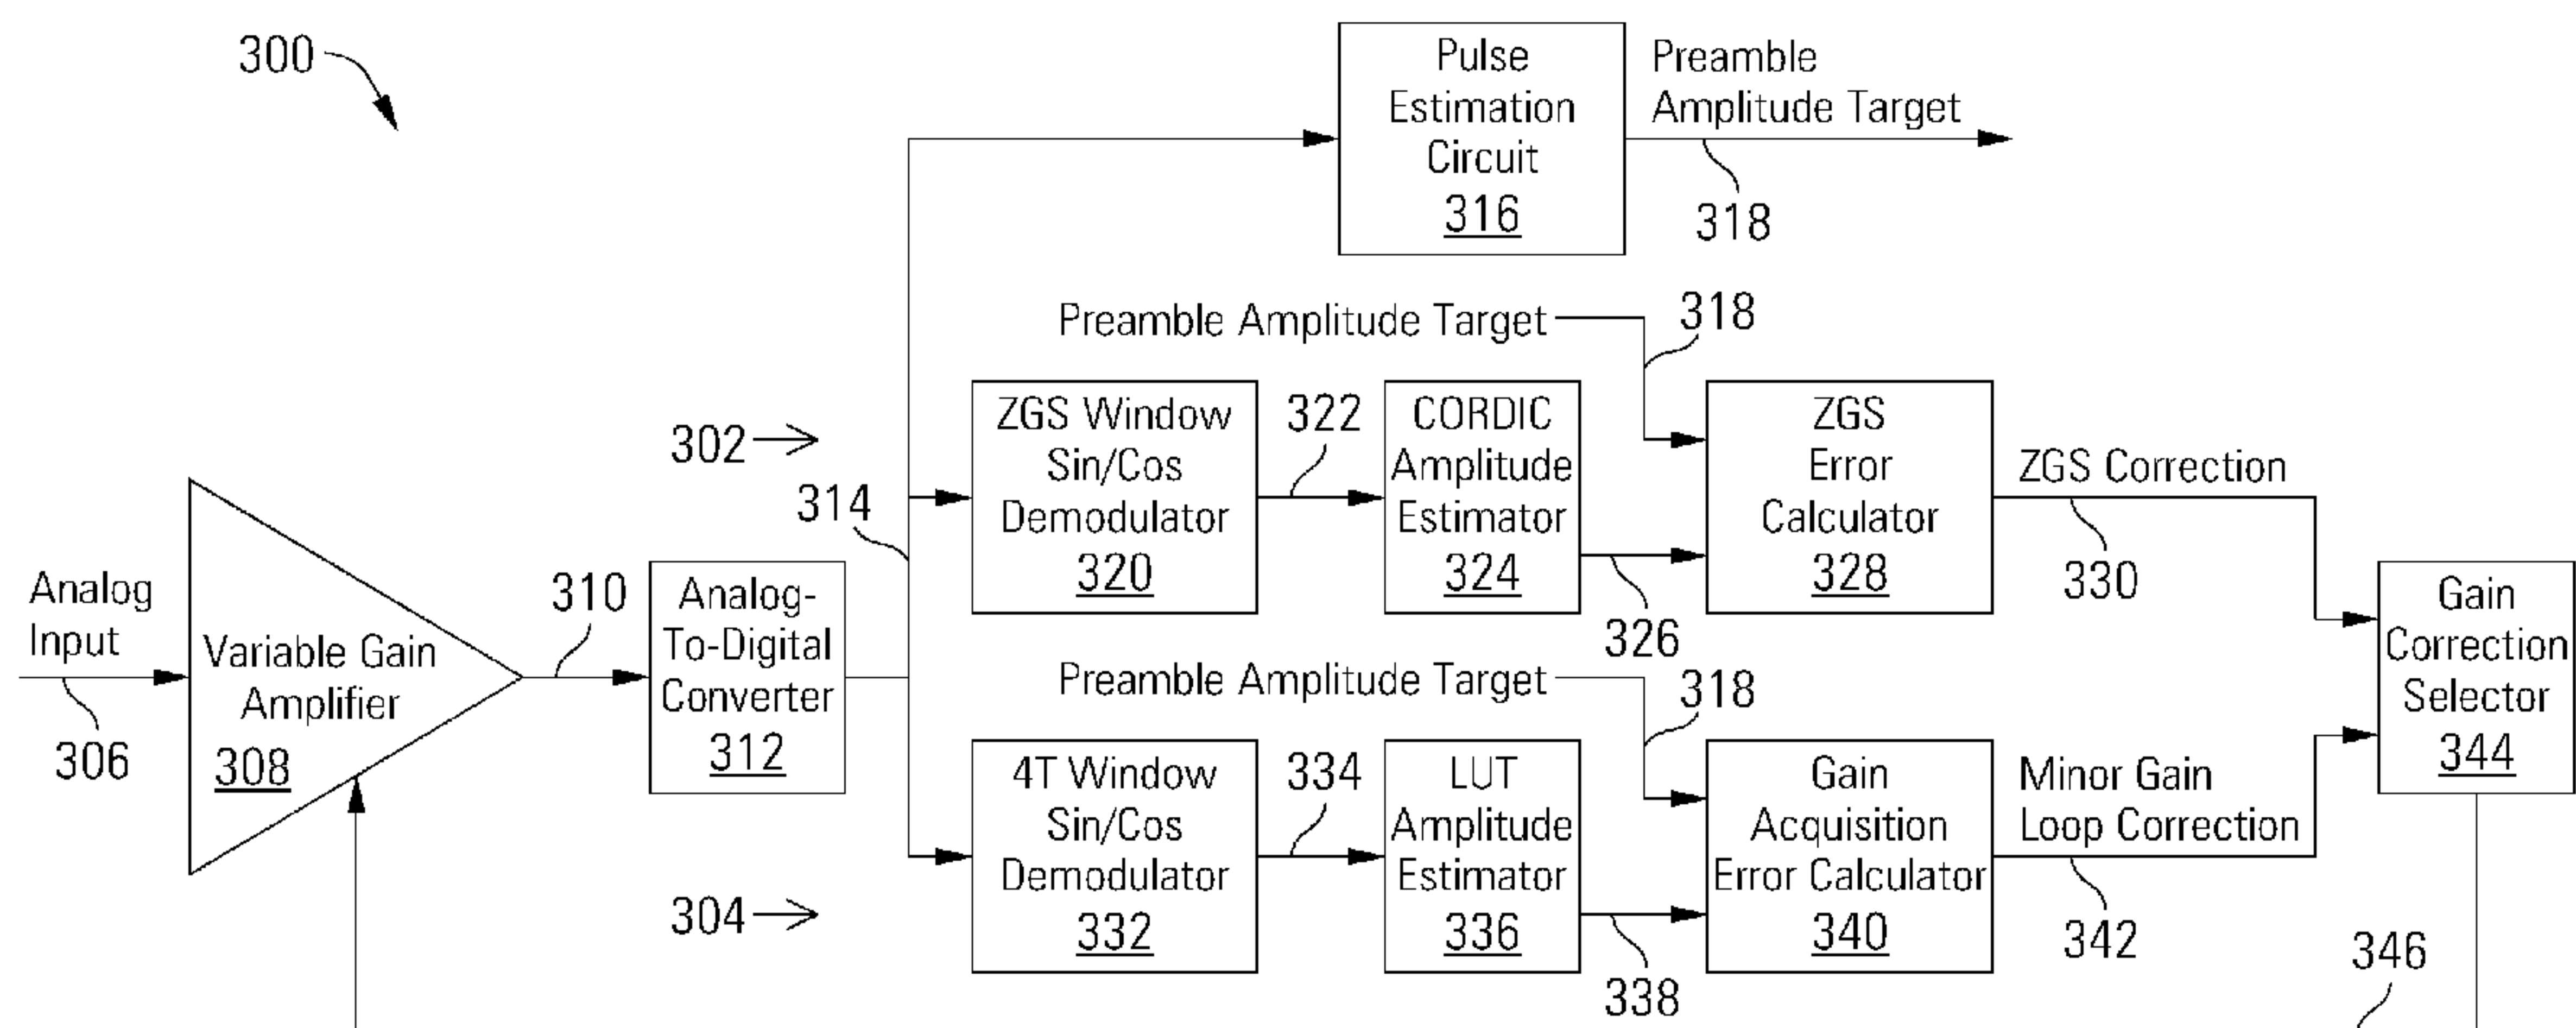 300
Pulse
Estimation
Circuit
316
Preamble
Amplitude Target
318
Preamble Amplitude Target
318
302
314
ZGS Window
Sin/Cos
Demodulator
320
322
CORDIC
Amplitude
Estimator
324
326
ZGS
Error
Calculator
328
ZGS Correction
330
Analog
Input
306
Variable Gain
Amplifier
308
310
Analog-
To-Digital
Converter
312
Preamble Amplitude Target
318
304
4T Window
Sin/Cos
Demodulator
332
334
LUT
Amplitude
Estimator
336
338
Gain
Acquisition
Error Calculator
340
Minor Gain
Loop Correction
342
Gain
Correction
Selector
344
346